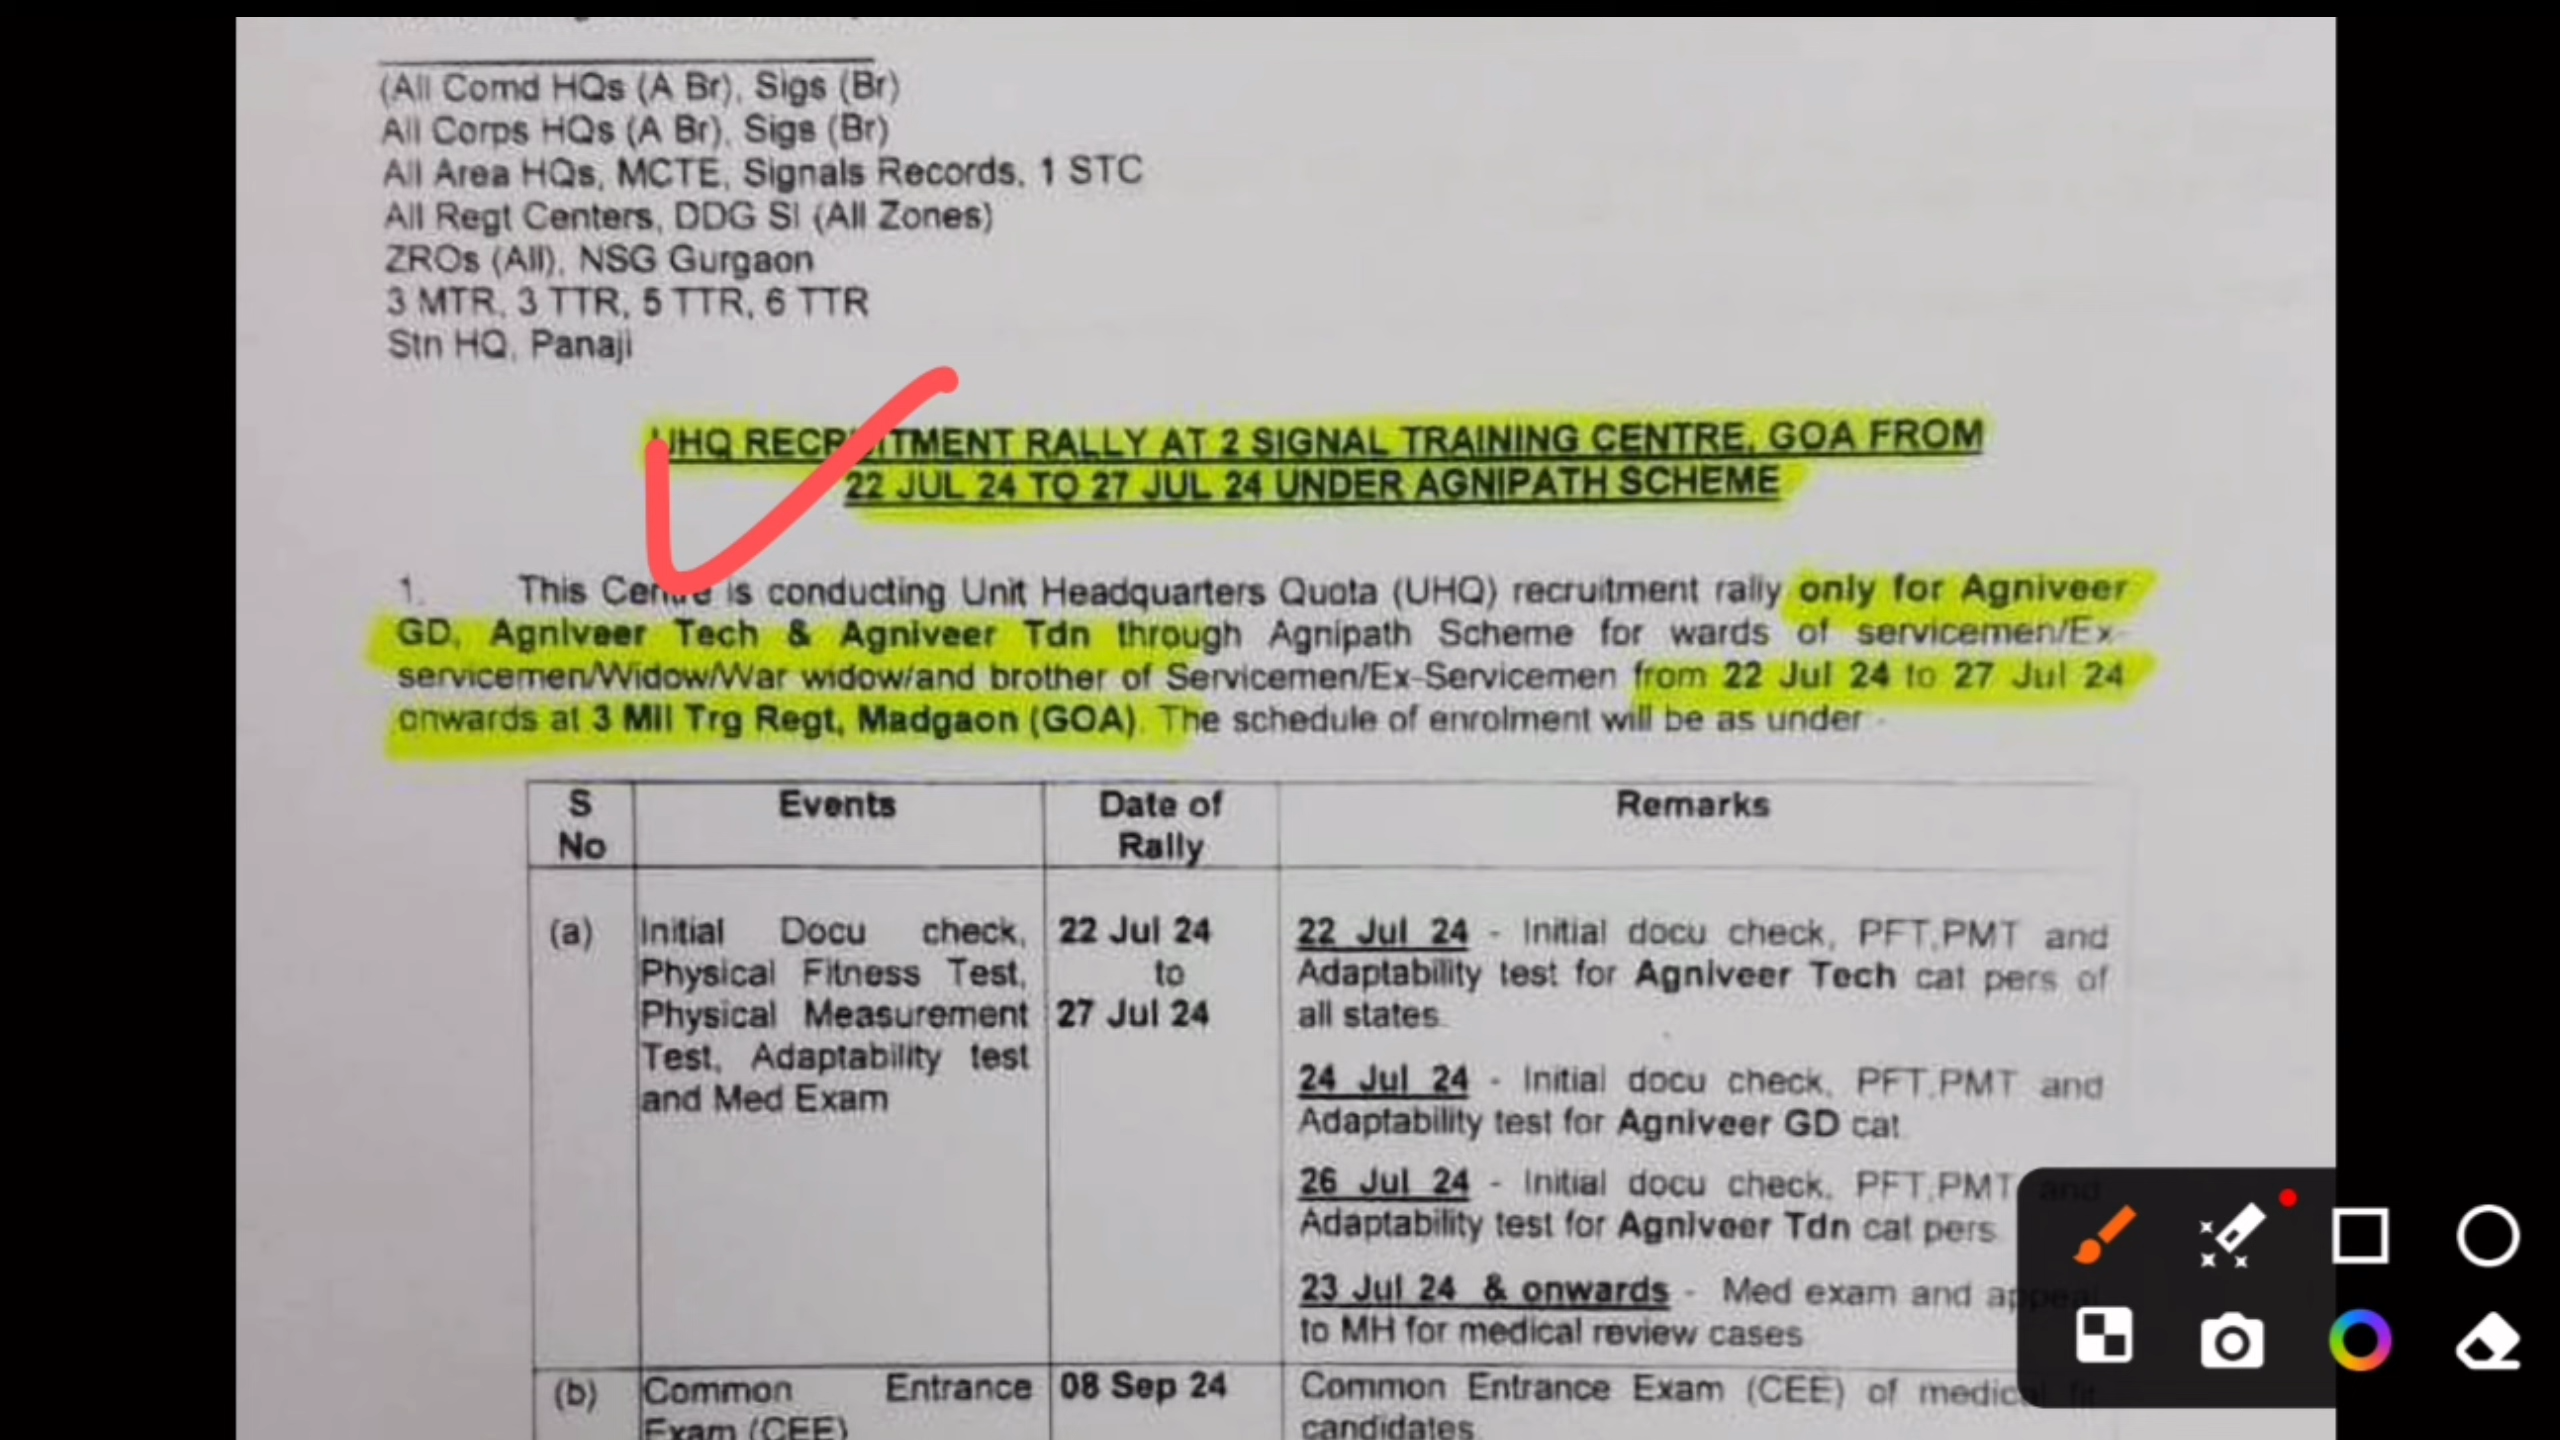 (All Comd HQs (A Br), Sigs (Br)
All Corps HQs (A Br), Sigs (Br)
All Area HQs, MCTE, Signals Records, 1 STC
All Regt Centers, DDG SI (All Zones)
ZROs (All), NSG Gurgaon
3 MTR, 3 TTR, 5 TTR, 6 TTR
Stn HQ, Panaji
UHQ RECRUITMENT RALLY AT 2 SIGNAL TRAINING CENTRE, GOA FROM
22 JUL 24 TO 27 JUL 24 UNDER AGNIPATH SCHEME
1. This Centre is conducting Unit Headquarters Quota (UHQ) recruitment rally only for Agniveer
GD, Agniveer Tech & Agniveer Tdn through Agnipath Scheme for wards of servicemen/Ex-
servicemen/Widow/War widow/and brother of Servicemen/Ex-Servicemen from 22 Jul 24 to 27 Jul 24
onwards at 3 Mil Trg Regt, Madgaon (GOA). The schedule of enrolment will be as under -
S No Events Date of Rally Remarks
(a) Initial Docu check, Physical Fitness Test, Physical Measurement Test, Adaptability test and Med Exam
22 Jul 24 to 27 Jul 24
22 Jul 24 - Initial docu check, PFT,PMT and
Adaptability test for Agniveer Tech cat pers of
all states.
24 Jul 24 - Initial docu check, PFT,PMT and
Adaptability test for Agniveer GD cat.
26 Jul 24 - Initial docu check, PFT,PMT and
Adaptability test for Agniveer Tdn cat pers.
23 Jul 24 & onwards - Med exam and appeal
to MH for medical review cases
(b) Common Entrance Exam (CEE)
08 Sep 24
Common Entrance Exam (CEE) of medical fit
candidates